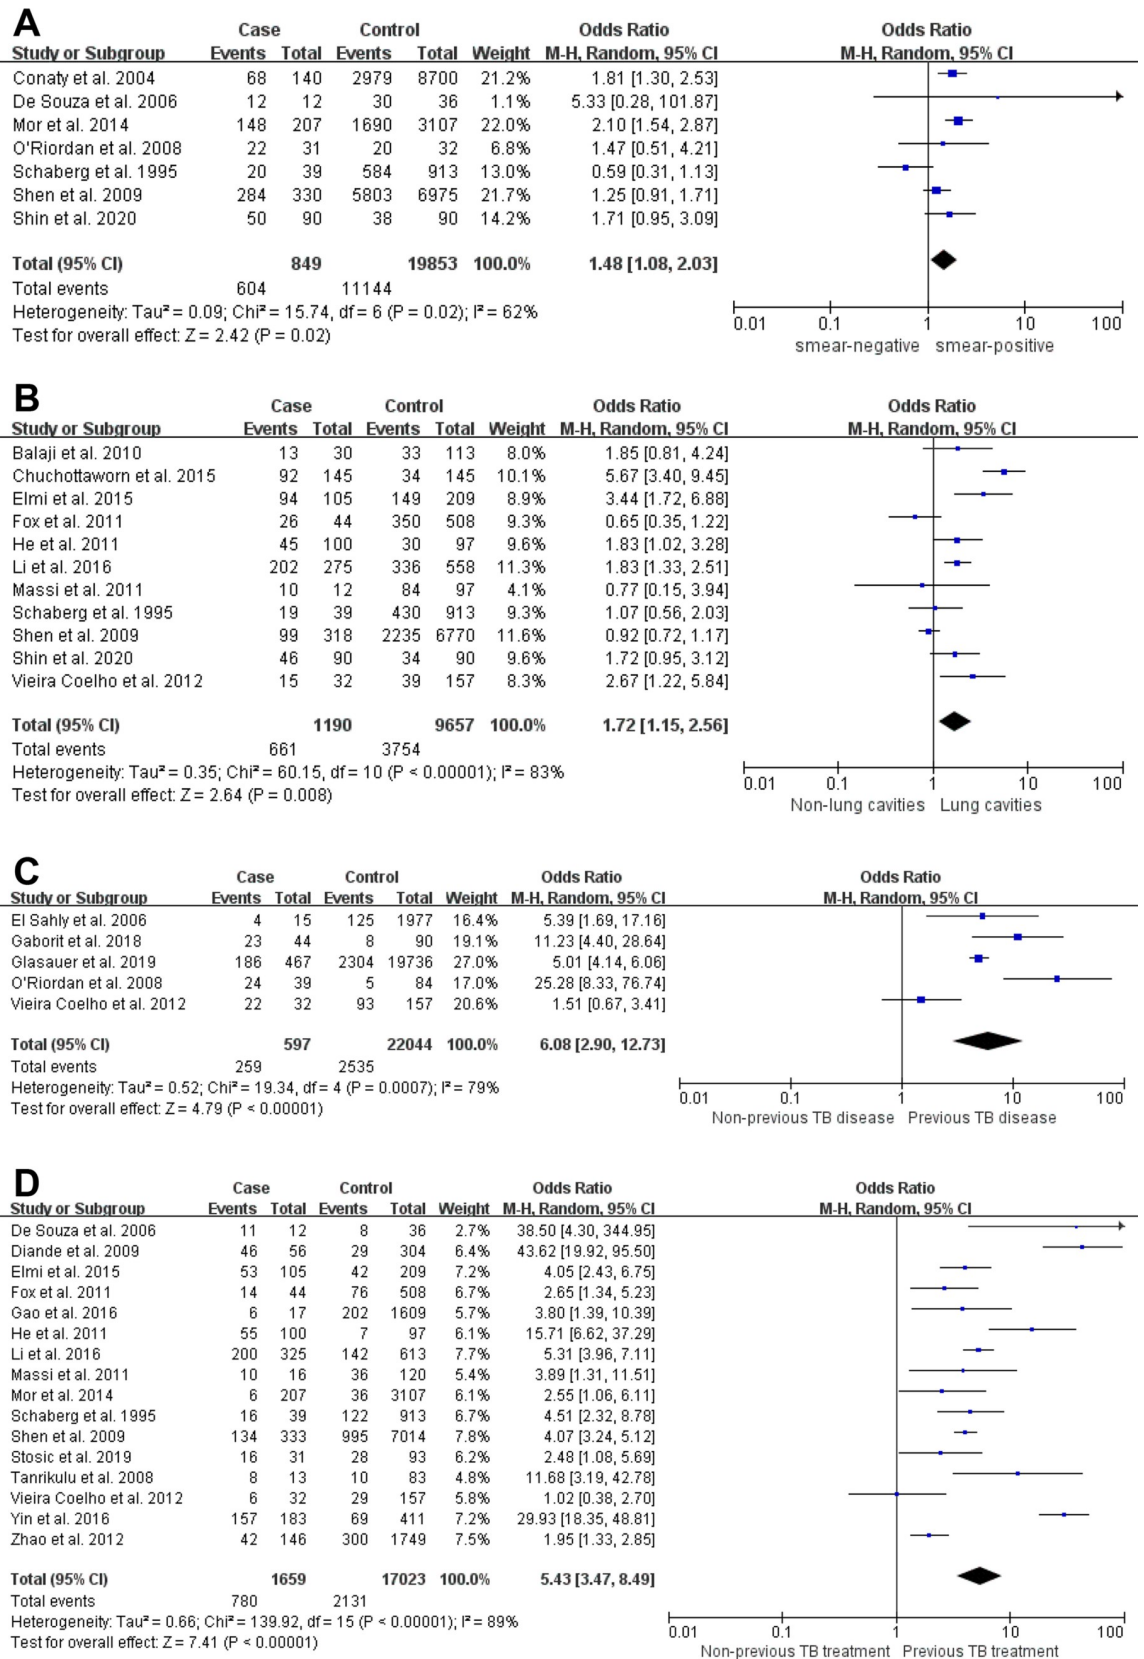 A
Case Control Odds Ratio Odds Ratio
Study or Subgroup Events Total Events Total Weight M-H, Random, 95% CI M-H, Random, 95% CI
Conaty et al. 2004 68 140 2979 8700 21.2% 1.81 [1.30, 2.53]
De Souza et al. 2006 12 12 30 36 1.1% 5.33 [0.28, 101.87]
Mor et al. 2014 148 207 1690 3107 22.0% 2.10 [1.54, 2.87]
O'Riordan et al. 2008 22 31 20 32 6.8% 1.47 [0.51, 4.21]
Schaberg et al. 1995 20 39 584 913 13.0% 0.59 [0.31, 1.13]
Shen et al. 2009 284 330 5803 6975 21.7% 1.25 [0.91, 1.71]
Shin et al. 2020 50 90 38 90 14.2% 1.71 [0.95, 3.09]
Total (95% CI) 849 19853 100.0% 1.48 [1.08, 2.03]
Total events 604 11144
Heterogeneity: Tau² = 0.09; Chi² = 15.74, df = 6 (P = 0.02); I² = 62%
Test for overall effect: Z = 2.42 (P = 0.02)
0.01 0.1 1 10 100
smear-negative smear-positive
B
Case Control Odds Ratio Odds Ratio
Study or Subgroup Events Total Events Total Weight M-H, Random, 95% CI M-H, Random, 95% CI
Balaji et al. 2010 13 30 33 113 8.0% 1.85 [0.81, 4.24]
Chuchottaworn et al. 2015 92 145 34 145 10.1% 5.67 [3.40, 9.45]
Elmi et al. 2015 94 105 149 209 8.9% 3.44 [1.72, 6.88]
Fox et al. 2011 26 44 350 508 9.3% 0.65 [0.35, 1.22]
He et al. 2011 45 100 30 97 9.6% 1.83 [1.02, 3.28]
Li et al. 2016 202 275 336 558 11.3% 1.83 [1.33, 2.51]
Massi et al. 2011 10 12 84 97 4.1% 0.77 [0.15, 3.94]
Schaberg et al. 1995 19 39 430 913 9.3% 1.07 [0.56, 2.03]
Shen et al. 2009 99 318 2235 6770 11.6% 0.92 [0.72, 1.17]
Shin et al. 2020 46 90 34 90 9.6% 1.72 [0.95, 3.12]
Vieira Coelho et al. 2012 15 32 39 157 8.3% 2.67 [1.22, 5.84]
Total (95% CI) 1190 9657 100.0% 1.72 [1.15, 2.56]
Total events 661 3754
Heterogeneity: Tau² = 0.35; Chi² = 60.15, df = 10 (P < 0.00001); I² = 83%
Test for overall effect: Z = 2.64 (P = 0.008)
0.01 0.1 1 10 100
Non-lung cavities Lung cavities
C
Case Control Odds Ratio Odds Ratio
Study or Subgroup Events Total Events Total Weight M-H, Random, 95% CI M-H, Random, 95% CI
El Sahly et al. 2006 4 15 125 1977 16.4% 5.39 [1.69, 17.16]
Gaborit et al. 2018 23 44 8 90 19.1% 11.23 [4.40, 28.64]
Glasauer et al. 2019 186 467 2304 19736 27.0% 5.01 [4.14, 6.06]
O'Riordan et al. 2008 24 39 5 84 17.0% 25.28 [8.33, 76.74]
Vieira Coelho et al. 2012 22 32 93 157 20.6% 1.51 [0.67, 3.41]
Total (95% CI) 597 22044 100.0% 6.08 [2.90, 12.73]
Total events 259 2535
Heterogeneity: Tau² = 0.52; Chi² = 19.34, df = 4 (P = 0.0007); I² = 79%
Test for overall effect: Z = 4.79 (P < 0.00001)
0.01 0.1 1 10 100
Non-previous TB disease Previous TB disease
D
Case Control Odds Ratio Odds Ratio
Study or Subgroup Events Total Events Total Weight M-H, Random, 95% CI M-H, Random, 95% CI
De Souza et al. 2006 11 12 8 36 2.7% 38.50 [4.30, 344.95]
Diande et al. 2009 46 56 29 304 6.4% 43.62 [19.92, 95.50]
Elmi et al. 2015 53 105 42 209 7.2% 4.05 [2.43, 6.75]
Fox et al. 2011 14 44 76 508 6.7% 2.65 [1.34, 5.23]
Gao et al. 2016 6 17 202 1609 5.7% 3.80 [1.39, 10.39]
He et al. 2011 55 100 7 97 6.1% 15.71 [6.62, 37.29]
Li et al. 2016 200 325 142 613 7.7% 5.31 [3.96, 7.11]
Massi et al. 2011 10 16 36 120 5.4% 3.89 [1.31, 11.51]
Mor et al. 2014 6 207 36 3107 6.1% 2.55 [1.06, 6.11]
Schaberg et al. 1995 16 39 122 913 6.7% 4.51 [2.32, 8.78]
Shen et al. 2009 134 333 995 7014 7.8% 4.07 [3.24, 5.12]
Stosic et al. 2019 16 31 28 93 6.2% 2.48 [1.08, 5.69]
Tanrikulu et al. 2008 8 13 10 83 4.8% 11.68 [3.19, 42.78]
Vieira Coelho et al. 2012 6 32 29 157 5.8% 1.02 [0.38, 2.70]
Yin et al. 2016 157 183 69 411 7.2% 29.93 [18.35, 48.81]
Zhao et al. 2012 42 146 300 1749 7.5% 1.95 [1.33, 2.85]
Total (95% CI) 1659 17023 100.0% 5.43 [3.47, 8.49]
Total events 780 2131
Heterogeneity: Tau² = 0.66; Chi² = 139.92, df = 15 (P < 0.00001); I² = 89%
Test for overall effect: Z = 7.41 (P < 0.00001)
0.01 0.1 1 10 100
Non-previous TB treatment Previous TB treatment